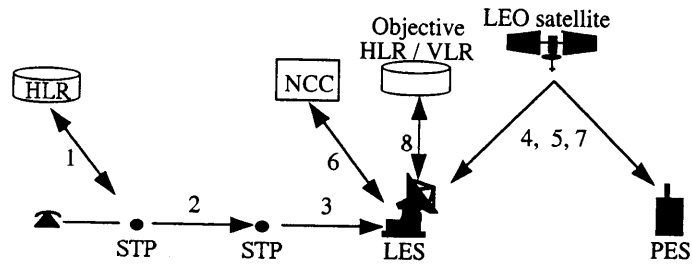 Objective
HLR / VLR
LEO satellite
HLR
NCC
1
6
8
4, 5, 7
2
3
STP
STP
LES
PES